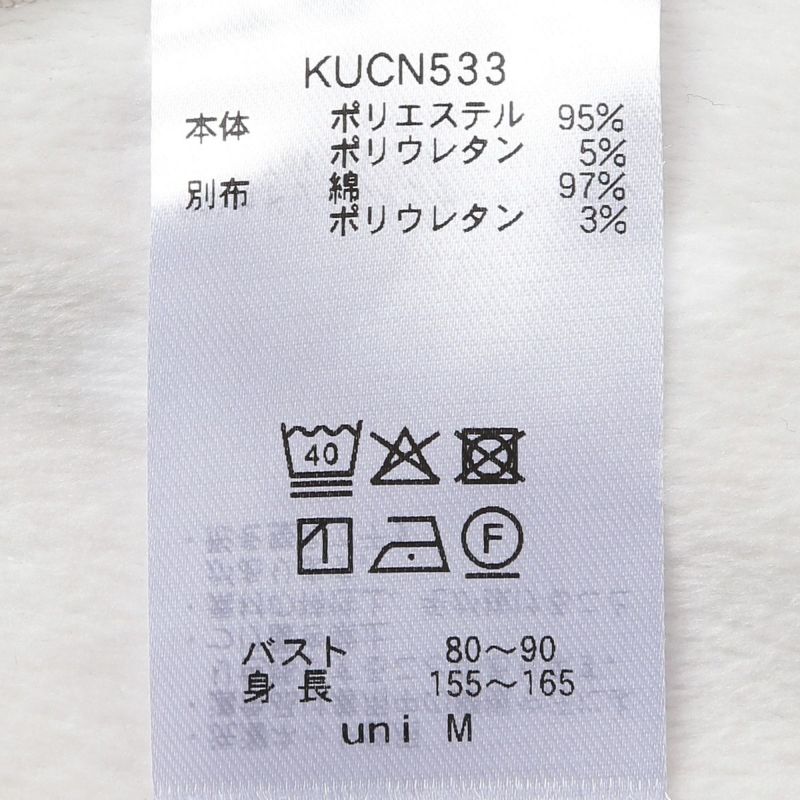 KUCN533
本体 ポリエステル 95%
ポリウレタン 5%
別布 綿 97%
ポリウレタン 3%
40
F
バスト 80～90
身長 155～165
uni M